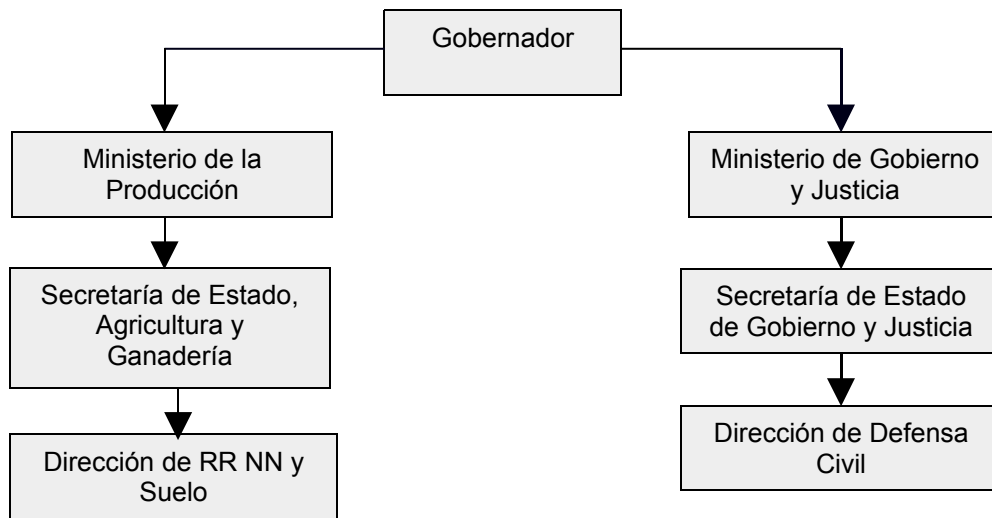 Gobernador
Ministerio de la
Producción
Ministerio de Gobierno
y Justicia
Secretaría de Estado,
Agricultura y
Ganadería
Secretaría de Estado
de Gobierno y Justicia
Dirección de RR NN y
Suelo
Dirección de Defensa
Civil